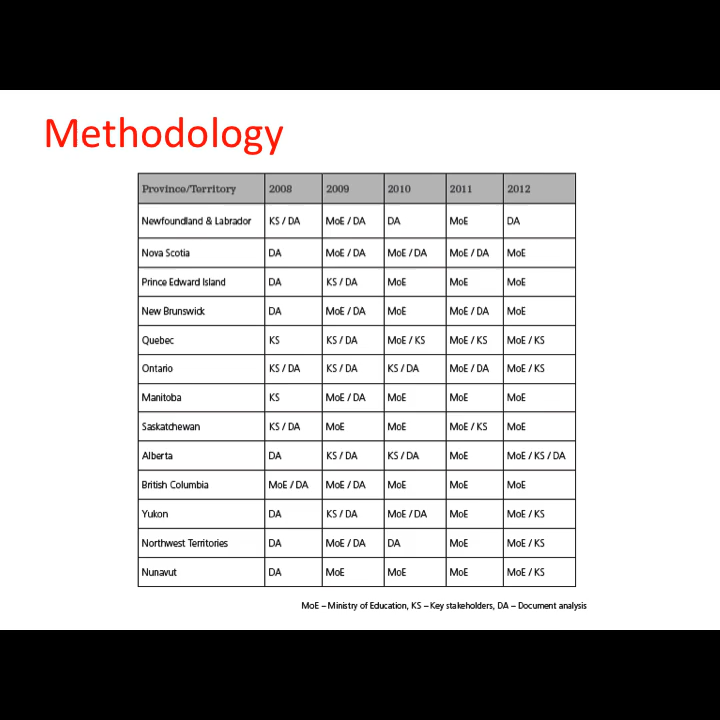 Methodology
Province/Territory 2008 2009 2010 2011 2012
Newfoundland & Labrador KS / DA MoE / DA DA MoE DA
Nova Scotia DA MoE / DA MoE / DA MoE / DA MoE
Prince Edward Island DA KS / DA MoE MoE MoE
New Brunswick DA MoE / DA MoE MoE / DA MoE
Quebec KS KS / DA MoE / KS MoE / KS MoE / KS
Ontario KS / DA KS / DA KS / DA MoE / DA MoE / KS
Manitoba KS MoE / DA MoE MoE MoE
Saskatchewan KS / DA MoE MoE MoE / KS MoE
Alberta DA KS / DA KS / DA MoE MoE / KS / DA
British Columbia MoE / DA MoE / DA MoE MoE MoE
Yukon DA KS / DA MoE / DA MoE MoE / KS
Northwest Territories DA MoE / DA DA MoE MoE / KS
Nunavut DA MoE MoE MoE MoE / KS
MoE – Ministry of Education, KS – Key stakeholders, DA – Document analysis